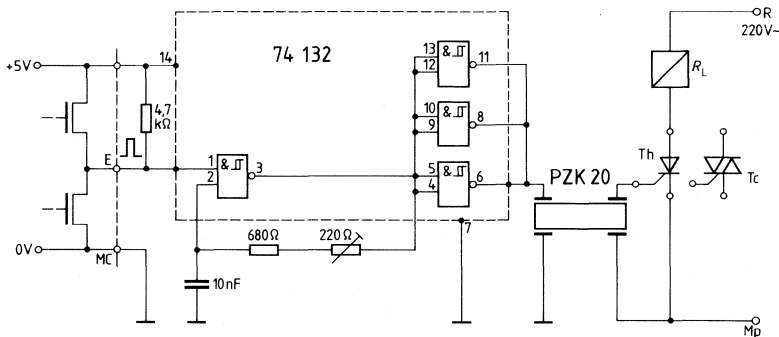 74 132
+5V
14
4,7
kΩ
E
1
2
&
3
13
12
&
11
10
9
&
8
5
4
&
6
7
0V
MC
680Ω
220Ω
10nF
PZK 20
Th
Tc
R_L
R
220V~
Mp